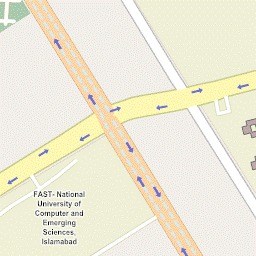 FAST- National
University of
Computer and
Emerging
Sciences,
Islamabad